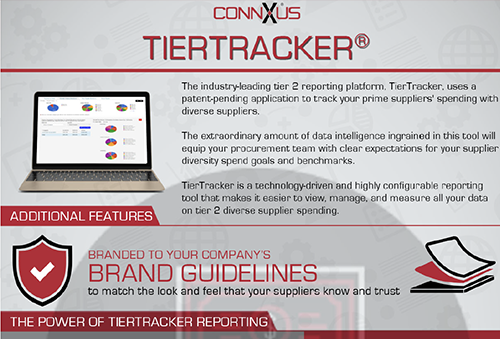 CONNXUS
TIERTRACKER®
The industry-leading tier 2 reporting platform, TierTracker, uses a
patent-pending application to track your prime suppliers' spending with
diverse suppliers.
The extraordinary amount of data intelligence ingrained in this tool will
equip your procurement team with clear expectations for your supplier
diversity spend goals and benchmarks.
TierTracker is a technology-driven and highly configurable reporting
tool that makes it easier to view, manage, and measure all your data
on tier 2 diverse supplier spending.
ADDITIONAL FEATURES
BRANDED TO YOUR COMPANY'S
BRAND GUIDELINES
to match the look and feel that your suppliers know and trust
THE POWER OF TIERTRACKER REPORTING